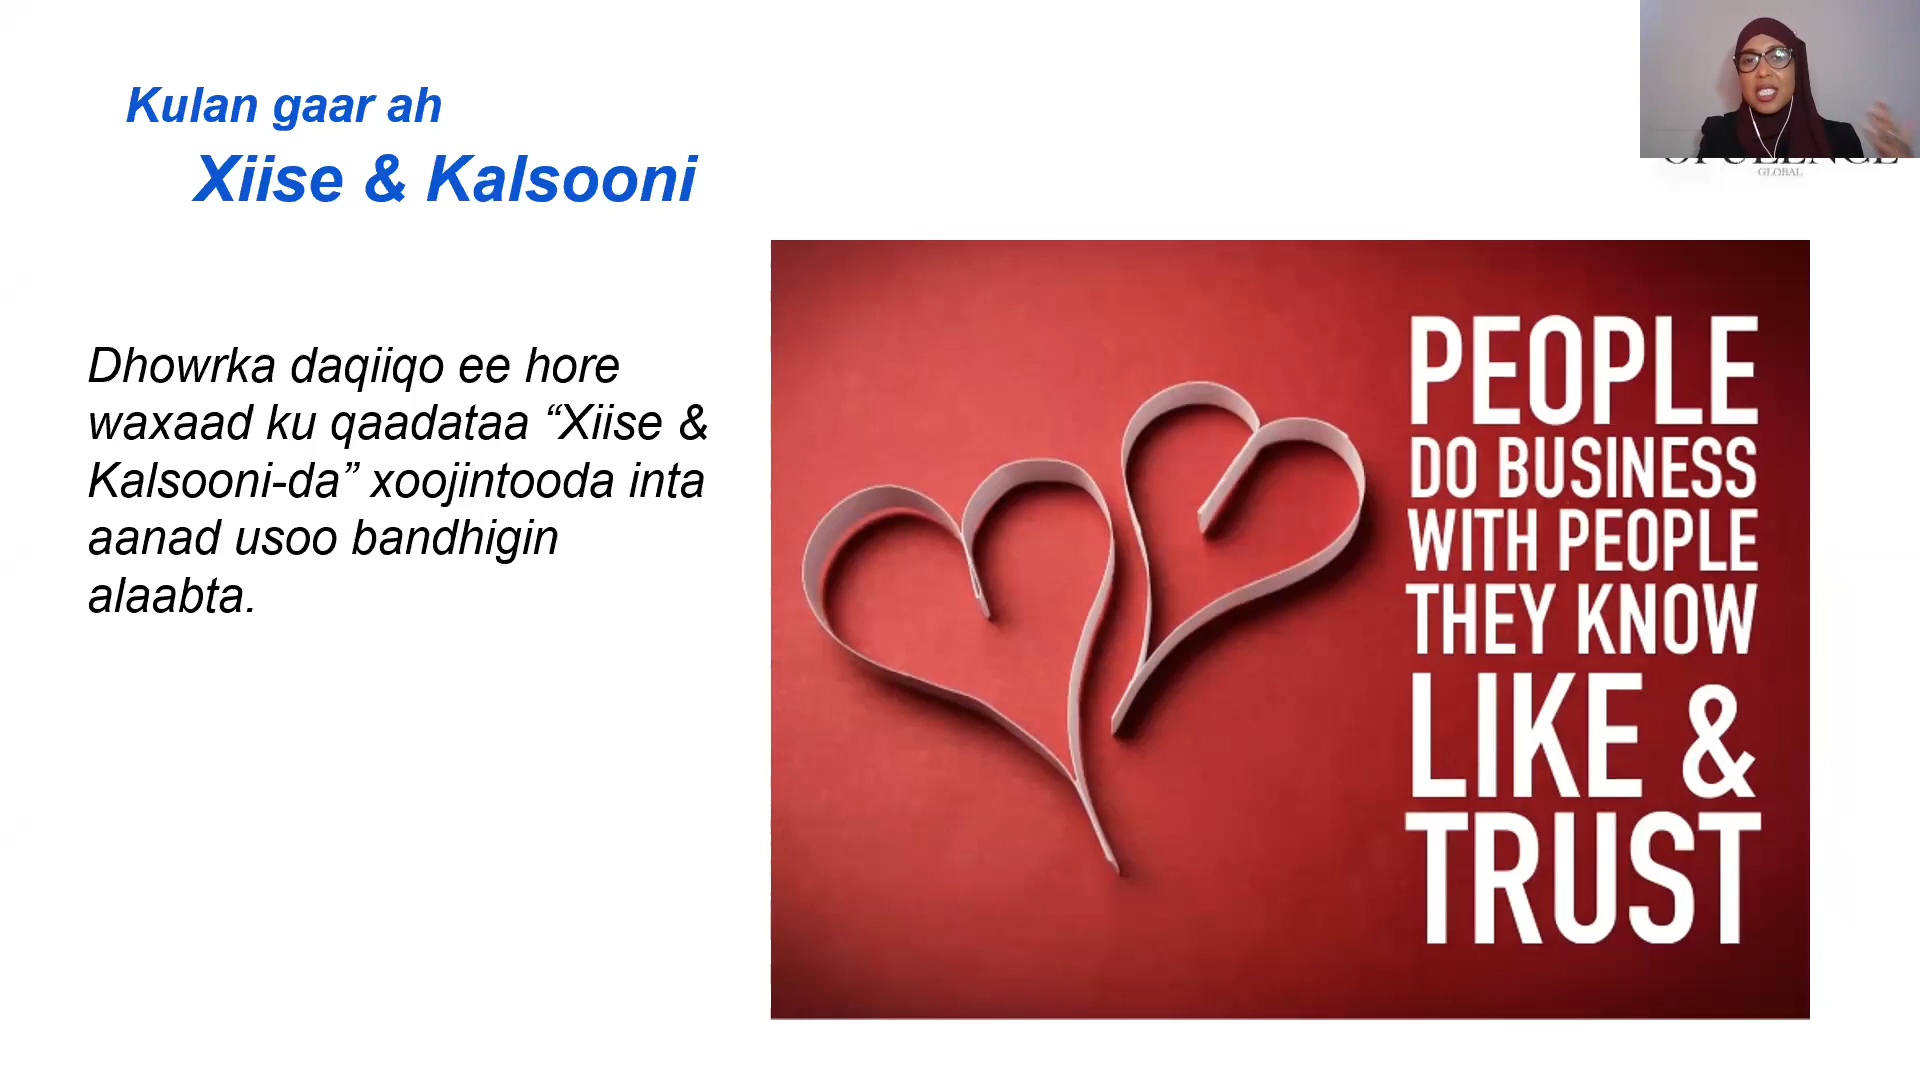 Kulan gaar ah
Xiise & Kalsooni
GLOBAL
Dhowrka daqiiqo ee hore
waxaad ku qaadataa “Xiise &
Kalsooni-da” xoojintooda inta
aanad usoo bandhigin
alaabta.
PEOPLE
DO BUSINESS
WITH PEOPLE
THEY KNOW
LIKE &
TRUST